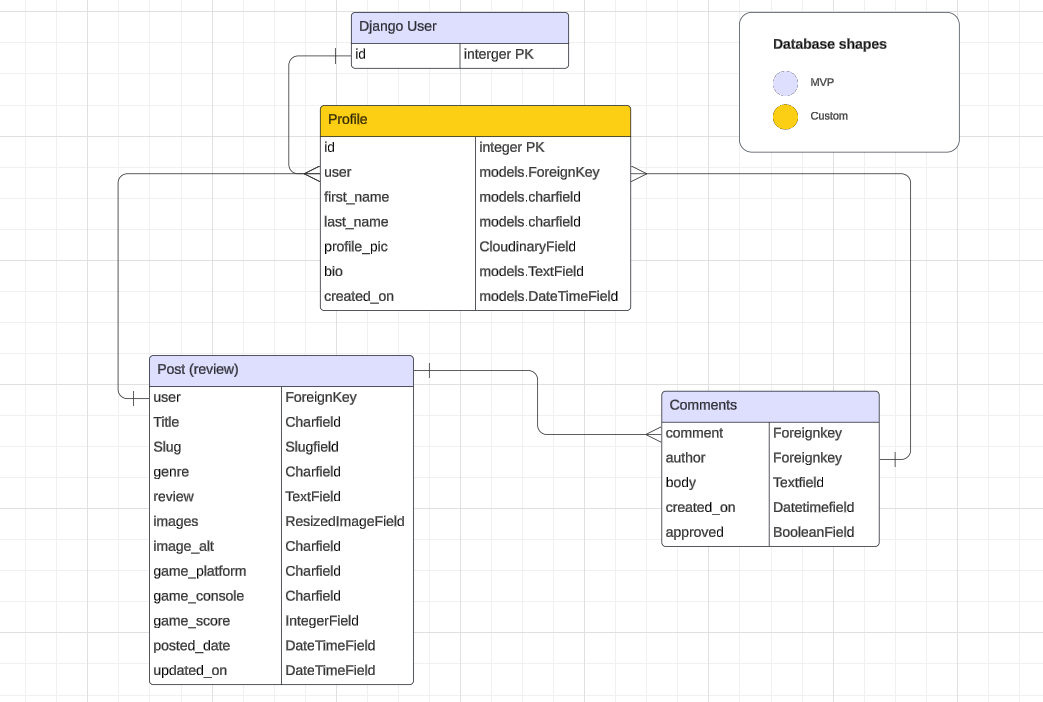 Django User
id interger PK
Database shapes
MVP
Custom
Profile
id integer PK
user models.ForeignKey
first_name models.charfield
last_name models.charfield
profile_pic CloudinaryField
bio models.TextField
created_on models.DateTimeField
Post (review)
user ForeignKey
Title Charfield
Slug Slugfield
genre Charfield
review TextField
images ResizedImageField
image_alt Charfield
game_platform Charfield
game_console Charfield
game_score IntegerField
posted_date DateTimeField
updated_on DateTimeField
Comments
comment Foreignkey
author Foreignkey
body Textfield
created_on Datetimefield
approved BooleanField